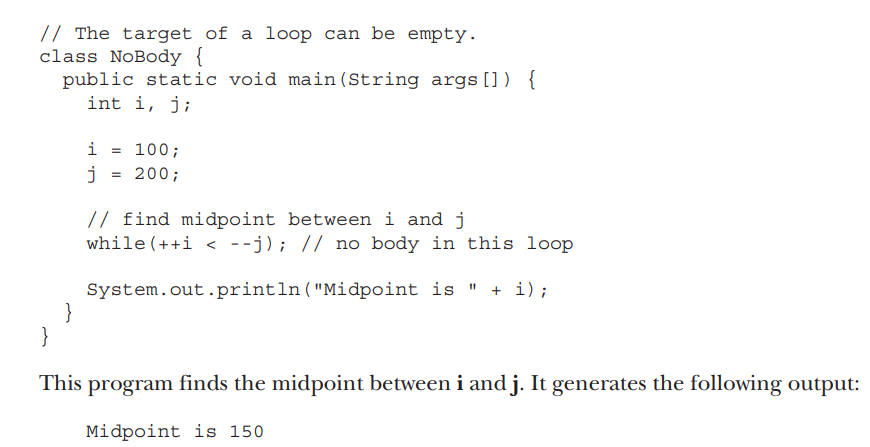 // The target of a loop can be empty.
class NoBody {
  public static void main(String args[]) {
    int i, j;

    i = 100;
    j = 200;

    // find midpoint between i and j
    while(++i < --j); // no body in this loop

    System.out.println("Midpoint is " + i);
  }
}
This program finds the midpoint between i and j. It generates the following output:
    Midpoint is 150